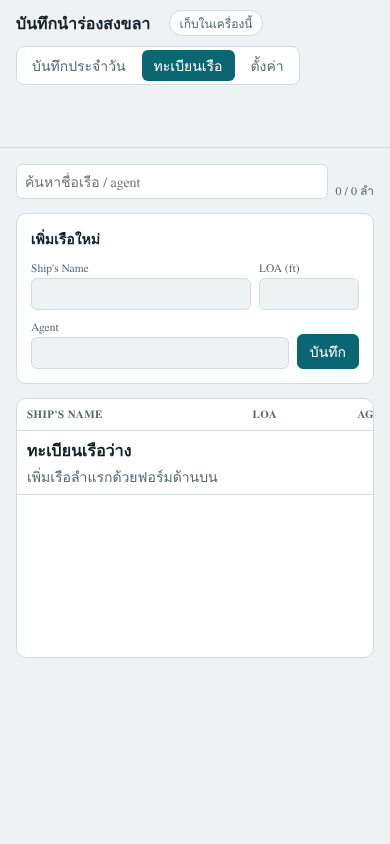 บันทึกนำร่องสงขลา เก็บในเครื่องนี้
บันทึกประจำวัน ทะเบียนเรือ ตั้งค่า
ค้นหาชื่อเรือ / agent 0 / 0 ลำ
เพิ่มเรือใหม่
Ship's Name LOA (ft)
Agent
บันทึก
SHIP'S NAME LOA AG
ทะเบียนเรือว่าง
เพิ่มเรือลำแรกด้วยฟอร์มด้านบน